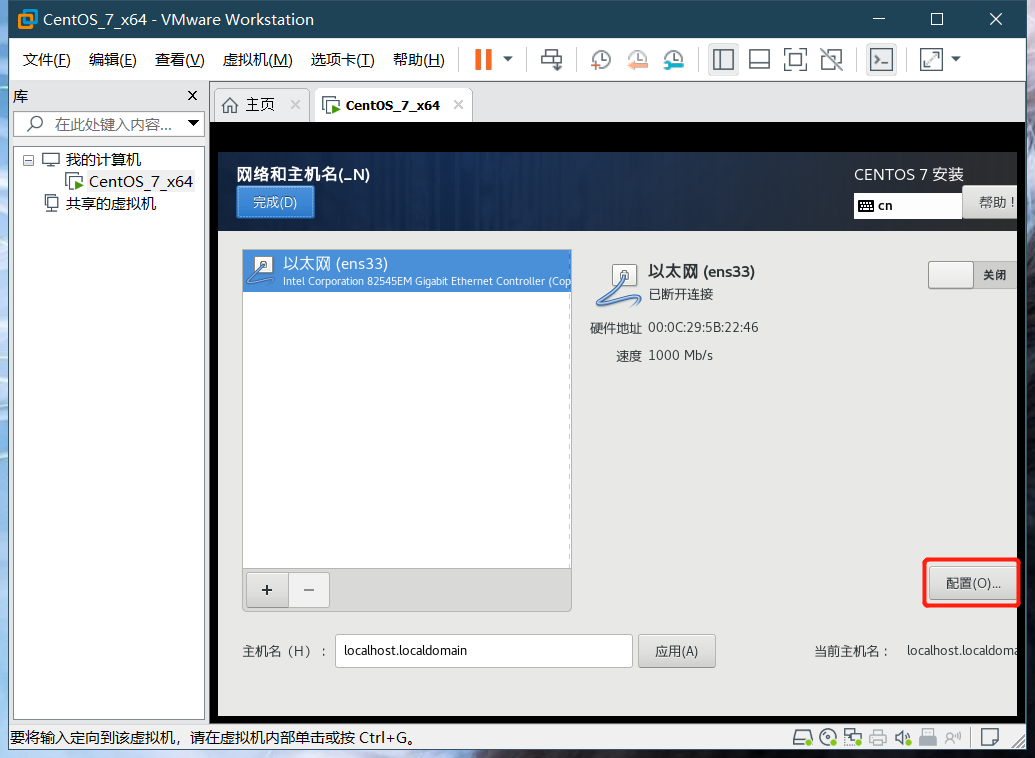 CentOS_7_x64 - VMware Workstation
文件(F) 编辑(E) 查看(V) 虚拟机(M) 选项卡(T) 帮助(H)
库
在此处键入内容...
我的计算机
CentOS_7_x64
共享的虚拟机
主页 CentOS_7_x64
网络和主机名(_N)
完成(D)
CENTOS 7 安装
cn
帮助！
以太网 (ens33)
Intel Corporation 82545EM Gigabit Ethernet Controller (Cop
以太网 (ens33)
已断开连接
关闭
硬件地址 00:0C:29:5B:22:46
速度 1000 Mb/s
配置(O)...
+ −
主机名（H）： localhost.localdomain 应用(A) 当前主机名： localhost.localdoma
要将输入定向到该虚拟机，请在虚拟机内部单击或按 Ctrl+G。